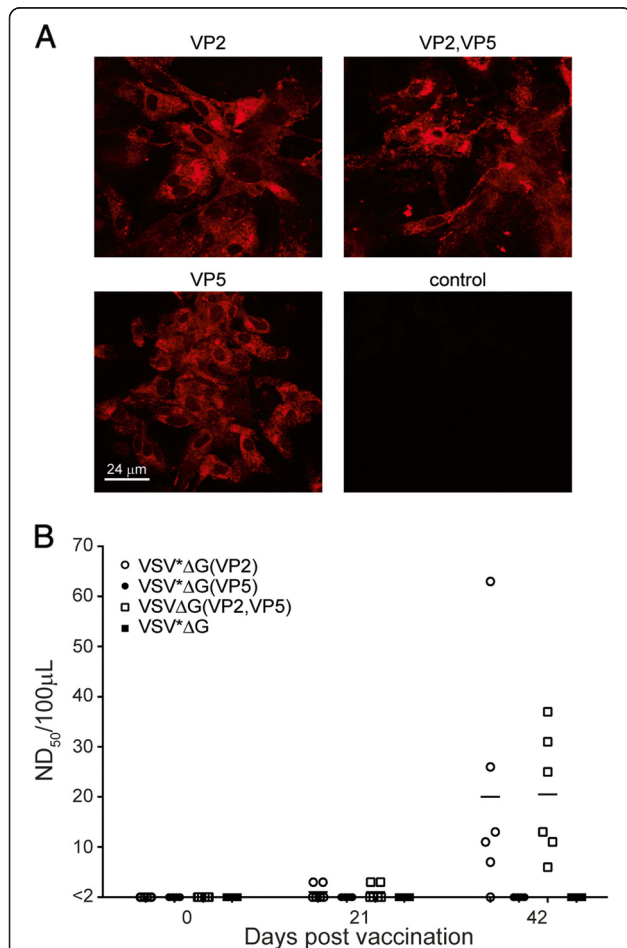 A
VP2
VP2,VP5
VP5
control
24 μm
B
70
60
50
40
30
20
10
<2
ND50/100μL
VSV*ΔG(VP2)
VSV*ΔG(VP5)
VSVΔG(VP2,VP5)
VSV*ΔG
0
21
42
Days post vaccination